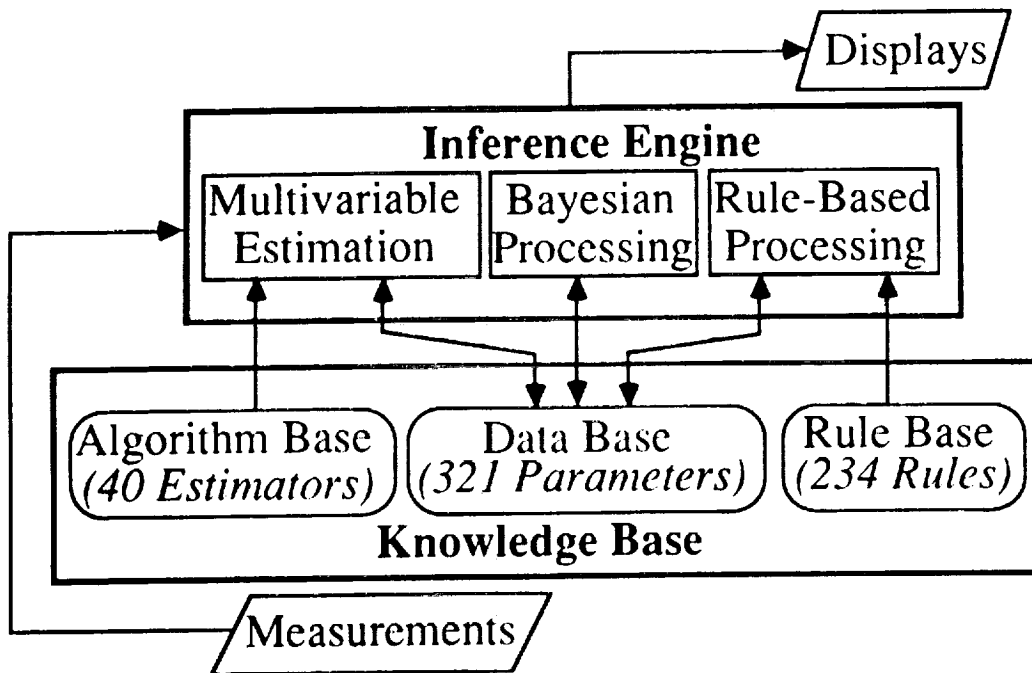 Displays
Inference Engine
Multivariable
Estimation
Bayesian
Processing
Rule-Based
Processing
Algorithm Base
(40 Estimators)
Data Base
(321 Parameters)
Rule Base
(234 Rules)
Knowledge Base
Measurements